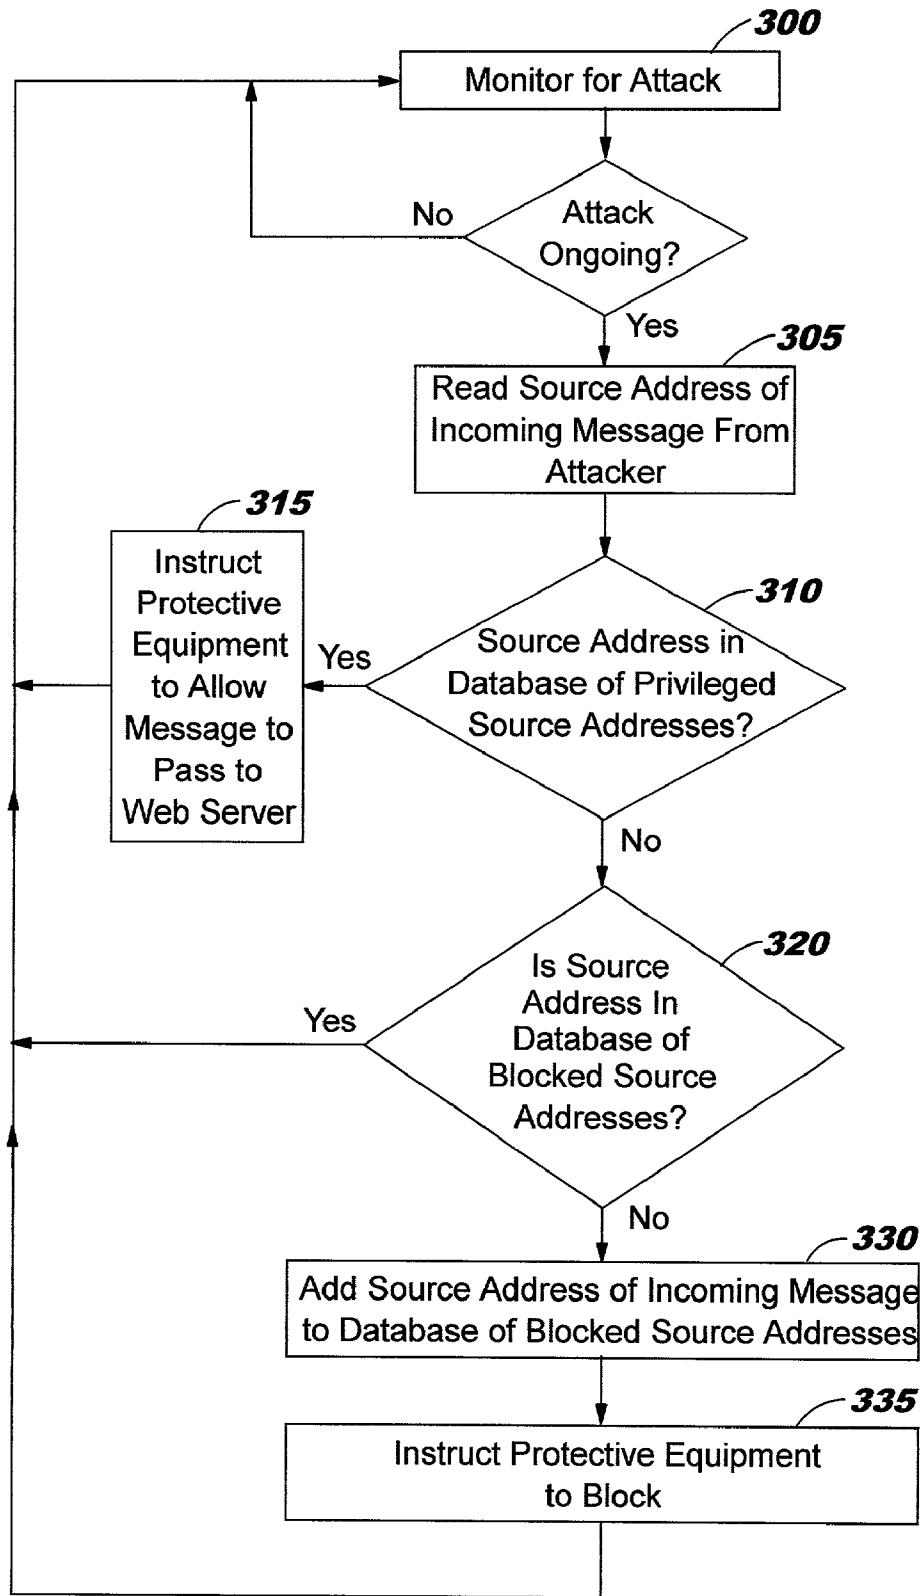 300
Monitor for Attack
Attack
Ongoing?
No
Yes
305
Read Source Address of
Incoming Message From
Attacker
315
Instruct
Protective
Equipment
to Allow
Message to
Pass to
Web Server
Yes
310
Source Address in
Database of Privileged
Source Addresses?
No
320
Is Source
Address In
Database of
Blocked Source
Addresses?
Yes
No
330
Add Source Address of Incoming Message
to Database of Blocked Source Addresses
335
Instruct Protective Equipment
to Block